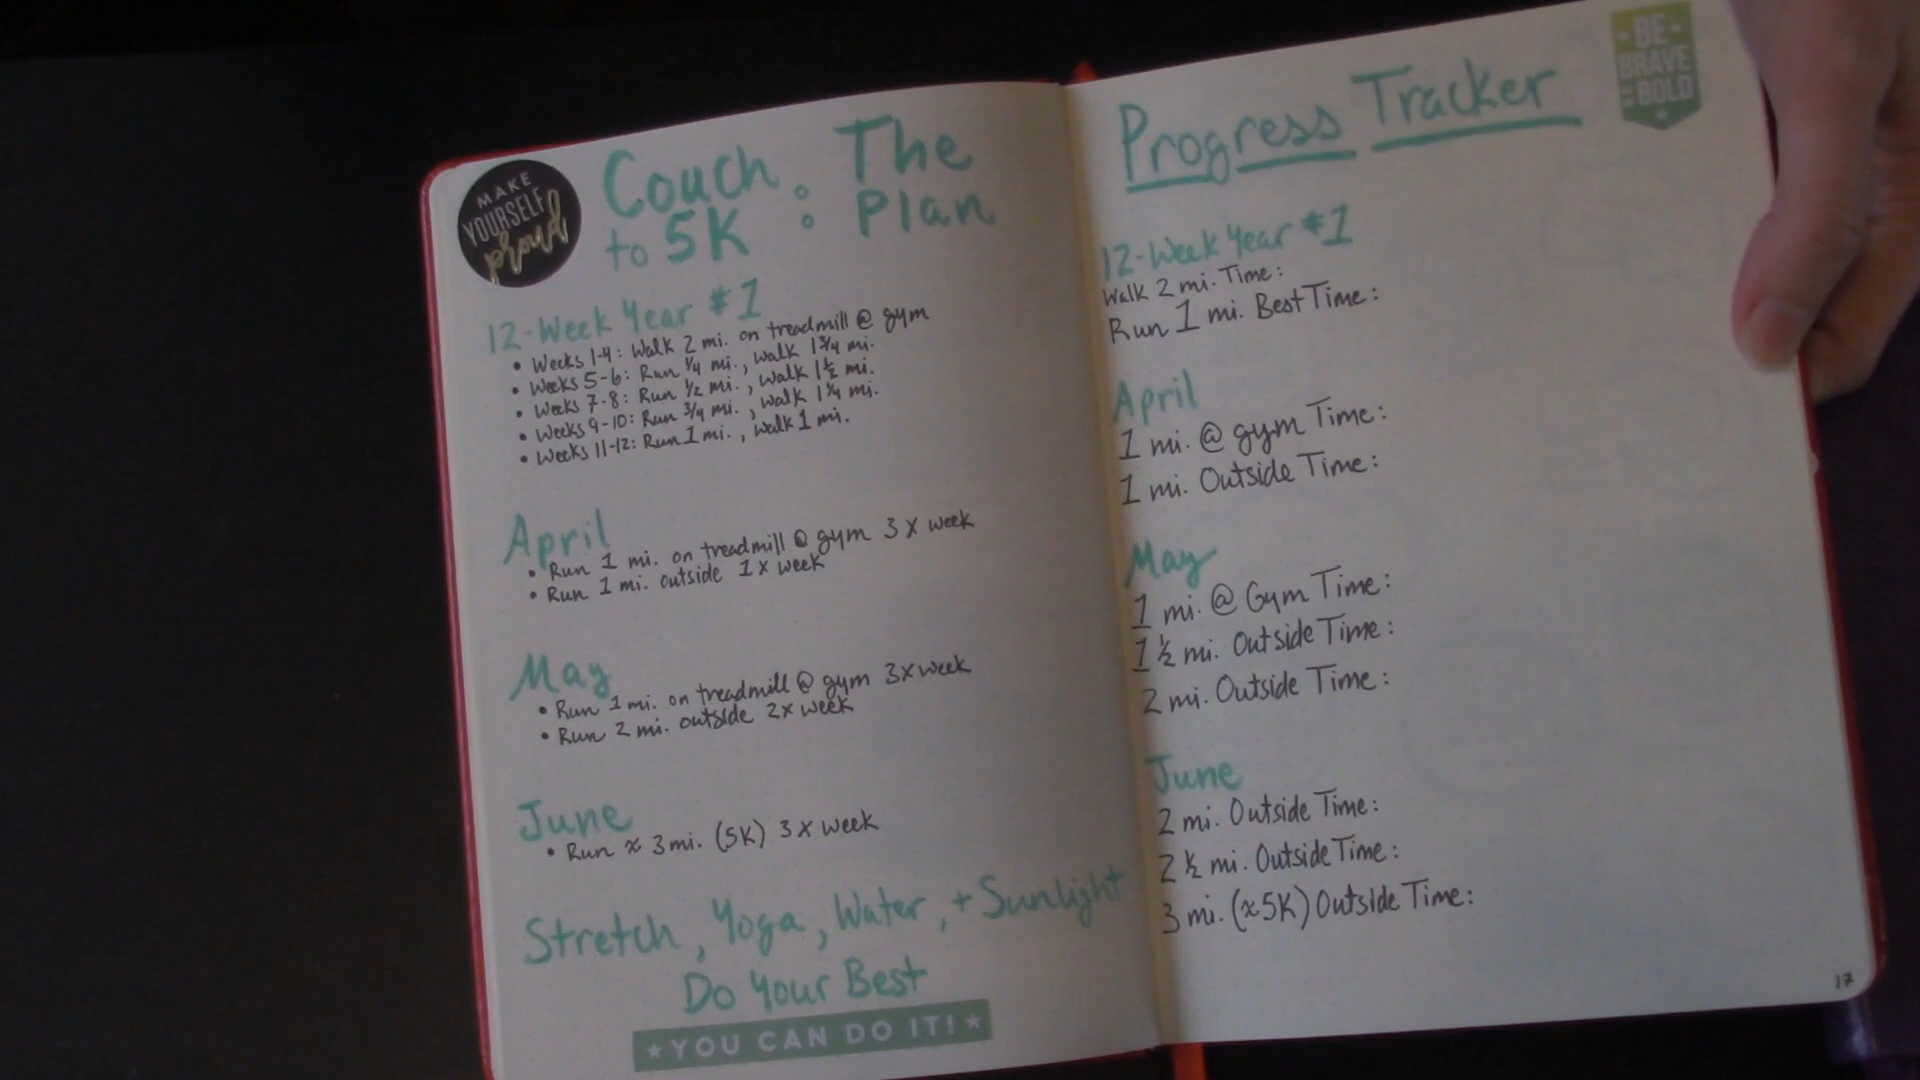 MAKE
YOURSELF
proud
Couch to 5K : The Plan
12-Week Year #1
• Weeks 1-4: Walk 2 mi. on treadmill @ gym
• Weeks 5-6: Run 1/4 mi., Walk 1 3/4 mi.
• Weeks 7-8: Run 1/2 mi., Walk 1 1/2 mi.
• Weeks 9-10: Run 3/4 mi., Walk 1 1/4 mi.
• Weeks 11-12: Run 1 mi., Walk 1 mi.
April
• Run 1 mi. on treadmill @ gym 3x week
• Run 1 mi. outside 1x week
May
• Run 1 mi. on treadmill @ gym 3x week
• Run 2 mi. outside 2x week
June
• Run ≈ 3 mi. (5K) 3x week
Stretch, Yoga, Water, + Sunlight
Do Your Best
★YOU CAN DO IT!★
Progress Tracker
BE
BRAVE
BE BOLD
12-Week Year #1
Walk 2 mi. Time:
Run 1 mi. Best Time:
April
1 mi. @ gym Time:
1 mi. Outside Time:
May
1 mi. @ Gym Time:
1 1/2 mi. Outside Time:
2 mi. Outside Time:
June
2 mi. Outside Time:
2 1/2 mi. Outside Time:
3 mi. (≈5K) Outside Time:
17